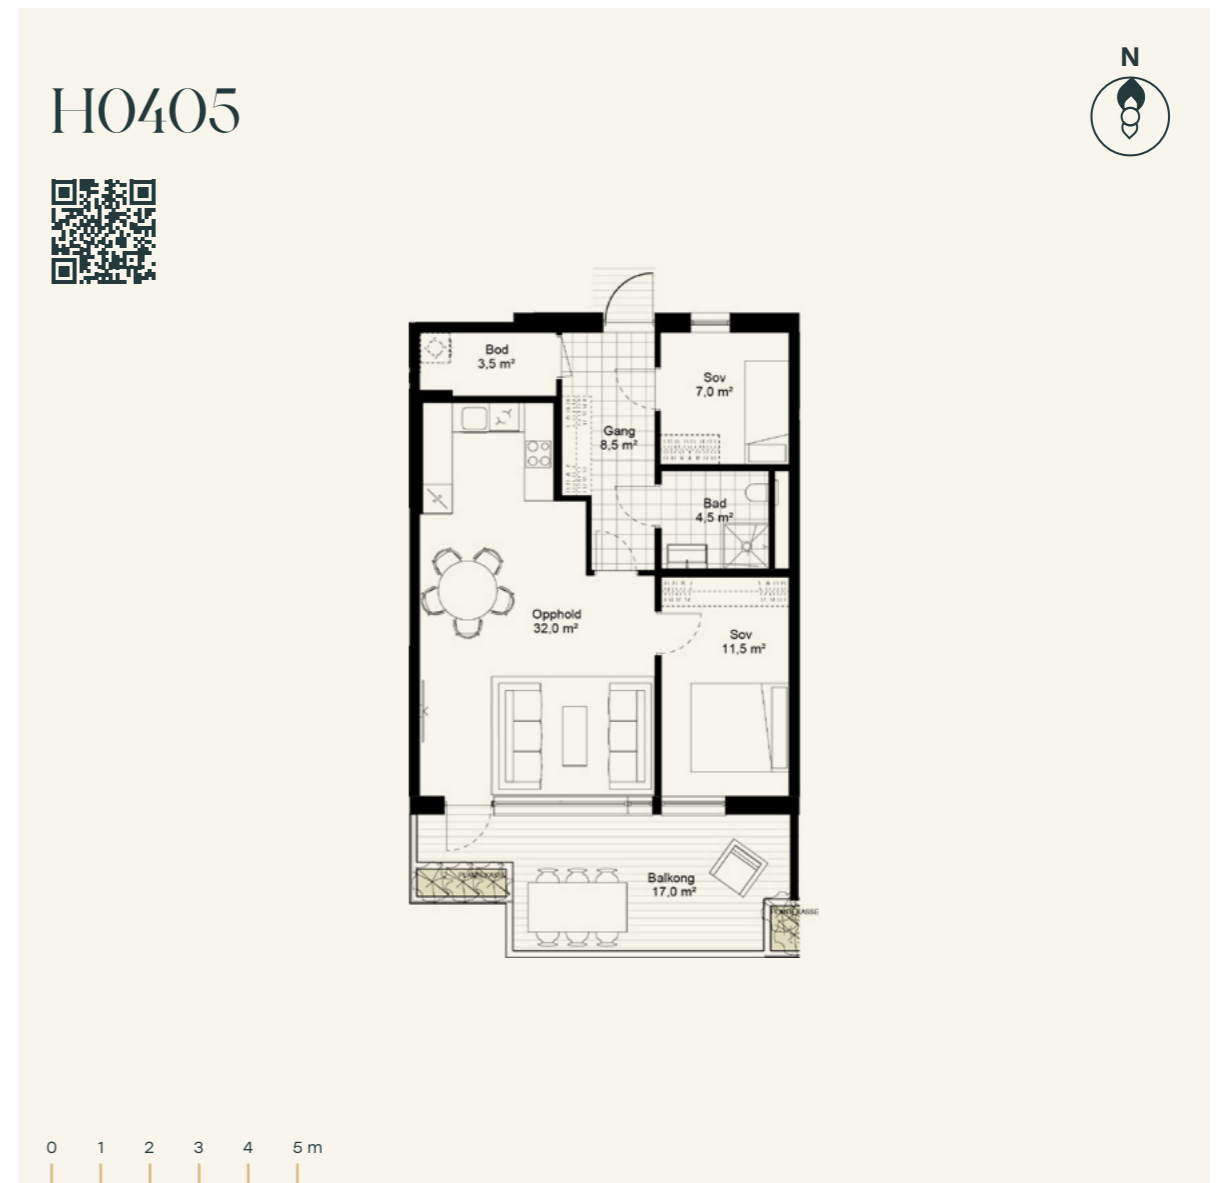 N
H0405
Bod
3,5 m²
Sov
7,0 m²
Gang
8,5 m²
Bad
4,5 m²
Opphold
32,0 m²
Sov
11,5 m²
Balkong
17,0 m²
0 1 2 3 4 5 m